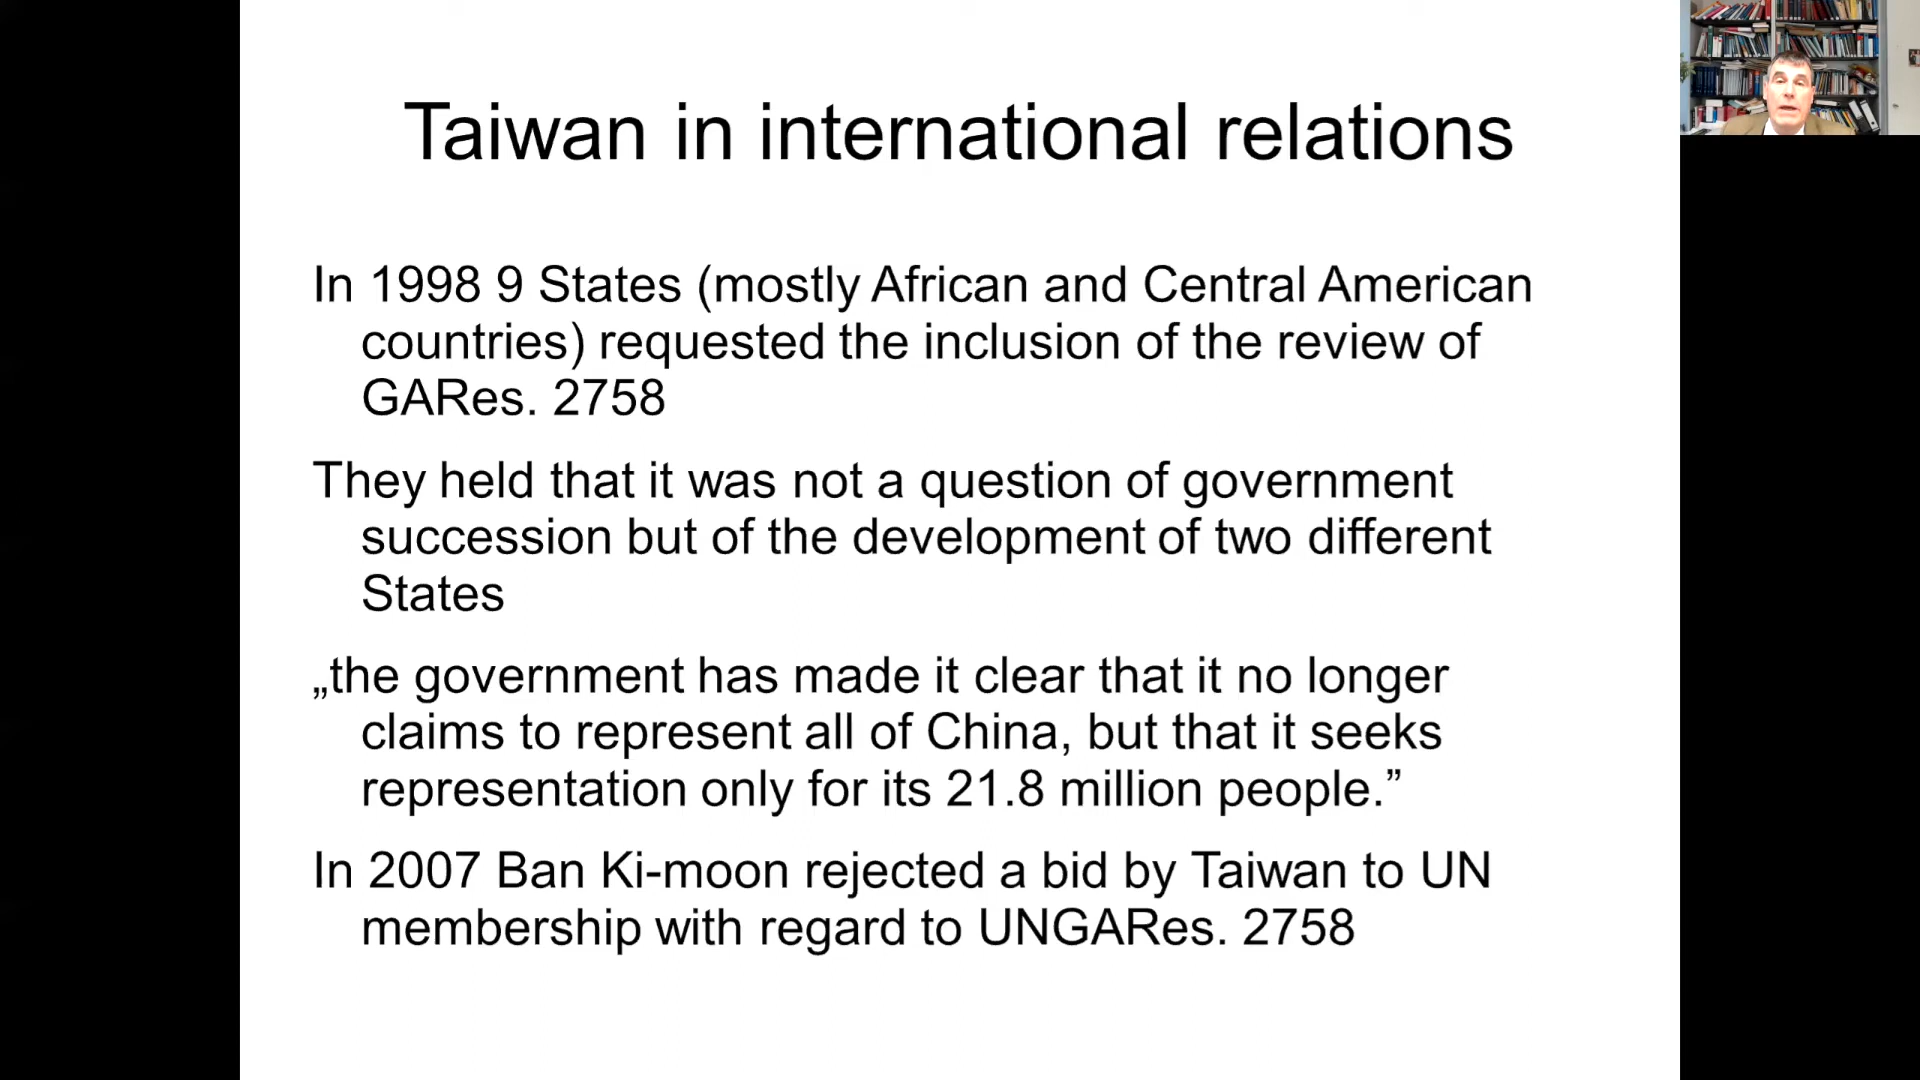 Taiwan in international relations
In 1998 9 States (mostly African and Central American
countries) requested the inclusion of the review of
GARes. 2758
They held that it was not a question of government
succession but of the development of two different
States
„the government has made it clear that it no longer
claims to represent all of China, but that it seeks
representation only for its 21.8 million people.”
In 2007 Ban Ki-moon rejected a bid by Taiwan to UN
membership with regard to UNGARes. 2758